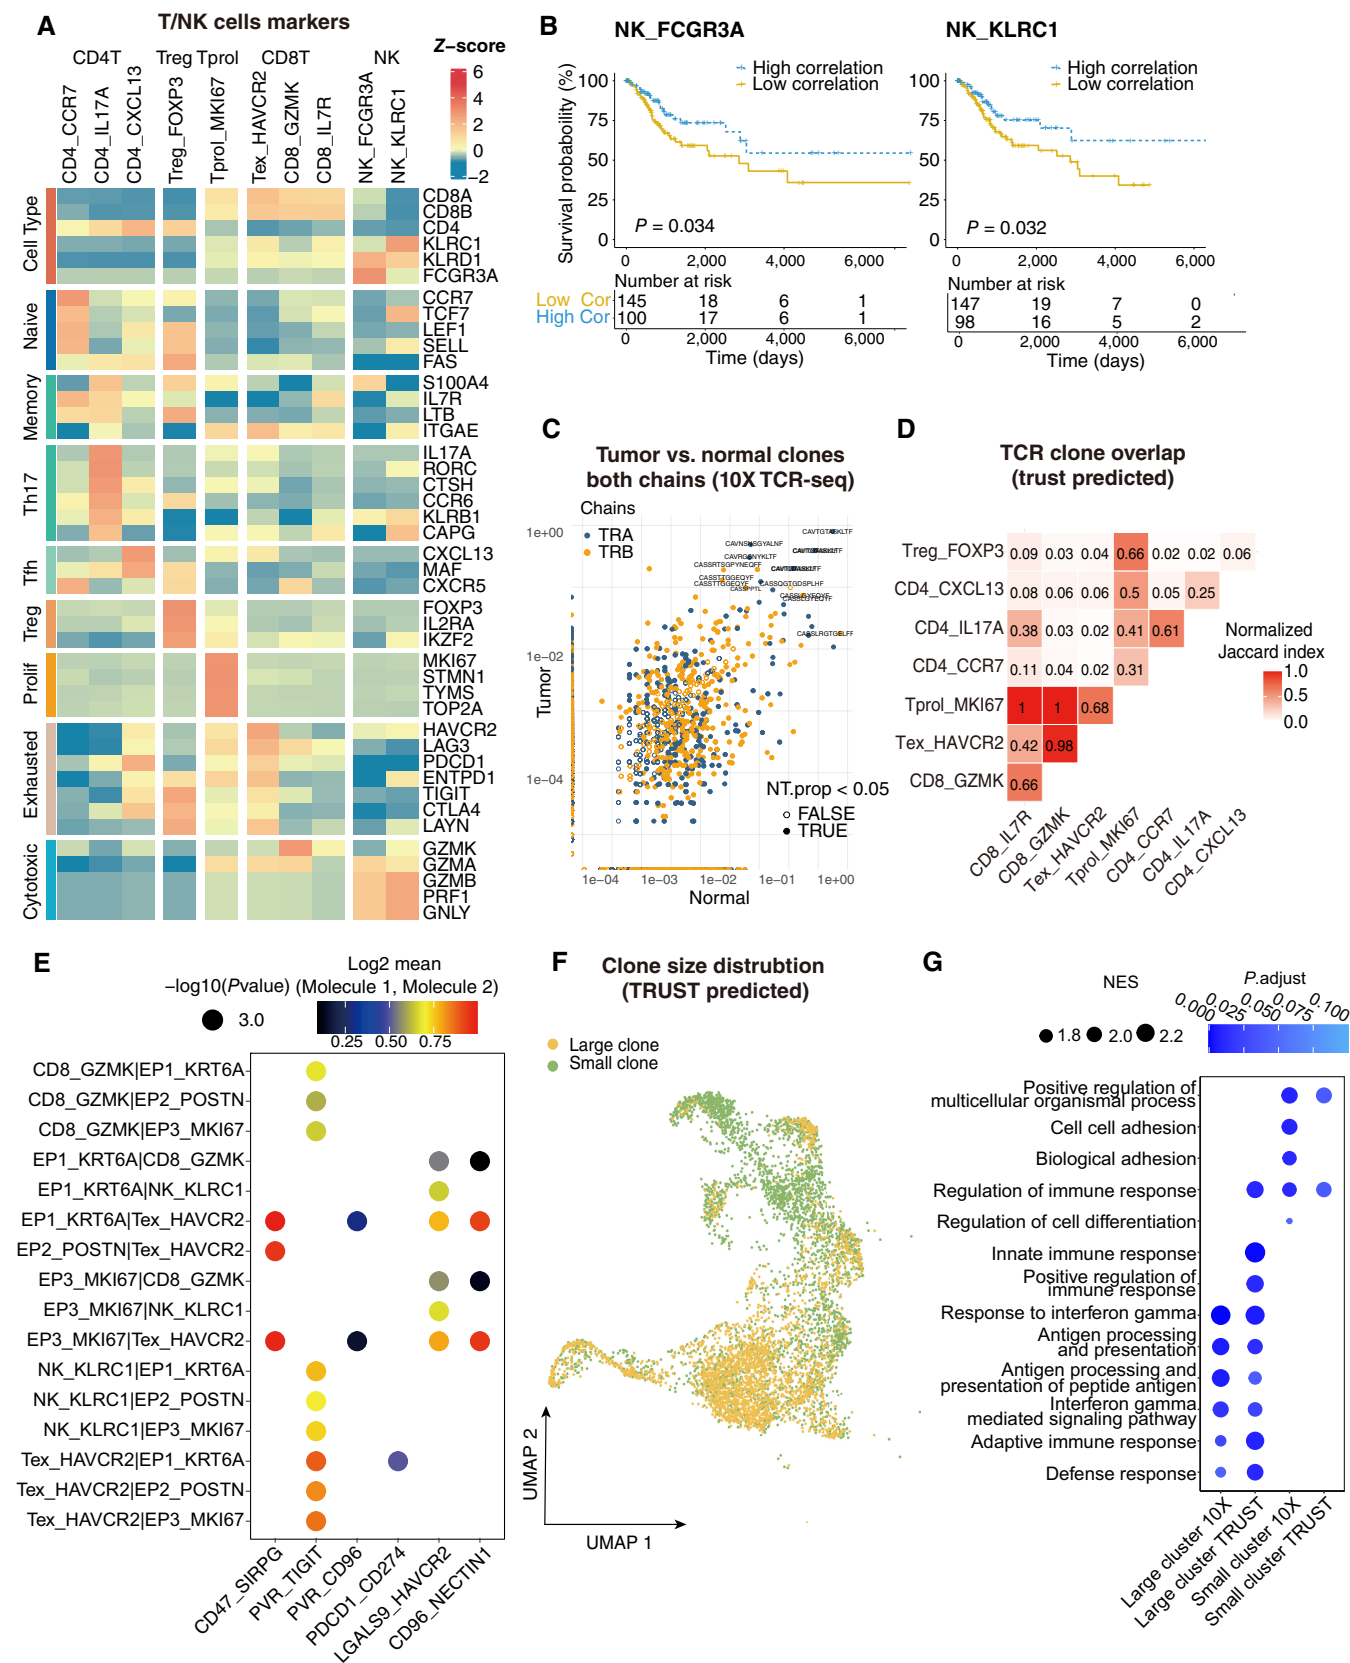 A
T/NK cells markers
CD4T
Treg Tprol
CD8T
NK
Z−score
6
4
2
0
−2
CD4_CCR7
CD4_IL17A
CD4_CXCL13
Treg_FOXP3
Tprol_MKI67
Tex_HAVCR2
CD8_GZMK
CD8_IL7R
NK_FCGR3A
NK_KLRC1
Cell Type
CD8A
CD8B
CD4
KLRC1
KLRD1
FCGR3A
Naive
CCR7
TCF7
LEF1
SELL
FAS
Memory
S100A4
IL7R
LTB
ITGAE
Th17
IL17A
RORC
CTSH
CCR6
KLRB1
CAPG
Tfh
CXCL13
MAF
CXCR5
Treg
FOXP3
IL2RA
IKZF2
Prolif
MKI67
STMN1
TYMS
TOP2A
Exhausted
HAVCR2
LAG3
PDCD1
ENTPD1
TIGIT
CTLA4
LAYN
Cytotoxic
GZMK
GZMA
GZMB
PRF1
GNLY
B
NK_FCGR3A
High correlation
Low correlation
Survival probaboility (%)
100
75
50
25
0
P = 0.034
0 2,000 4,000 6,000
Number at risk
Low Cor 145 18 6 1
High Cor 100 17 6 1
0 2,000 4,000 6,000
Time (days)
NK_KLRC1
High correlation
Low correlation
100
75
50
25
0
P = 0.032
0 2,000 4,000 6,000
Number at risk
147 19 7 0
98 16 5 2
0 2,000 4,000 6,000
Time (days)
C
Tumor vs. normal clones
both chains (10X TCR-seq)
Chains
TRA
TRB
1e+00
1e−02
1e−04
Tumor
CAVNSNSGYALNF
CAVRGSNYKLTF
CASSRTSGPYNEQFF
CASSTTGGEQYF
CASSTTGGEQYF
CASSQGTGDSPLHF
NT.prop < 0.05
FALSE
TRUE
1e−04 1e−03 1e−02 1e−01 1e+00
Normal
D
TCR clone overlap
(trust predicted)
Treg_FOXP3 0.09 0.03 0.04 0.66 0.02 0.02 0.06
CD4_CXCL13 0.08 0.06 0.06 0.5 0.05 0.25
CD4_IL17A 0.38 0.03 0.02 0.41 0.61
CD4_CCR7 0.11 0.04 0.02 0.31
Tprol_MKI67 1 1 0.68
Tex_HAVCR2 0.42 0.98
CD8_GZMK 0.66
CD8_IL7R
CD8_GZMK
Tex_HAVCR2
Tprol_MKI67
CD4_CCR7
CD4_IL17A
CD4_CXCL13
Normalized
Jaccard index
1.0
0.5
0.0
E
−log10(Pvalue)
3.0
Log2 mean
(Molecule 1, Molecule 2)
0.25 0.50 0.75
CD8_GZMK|EP1_KRT6A
CD8_GZMK|EP2_POSTN
CD8_GZMK|EP3_MKI67
EP1_KRT6A|CD8_GZMK
EP1_KRT6A|NK_KLRC1
EP1_KRT6A|Tex_HAVCR2
EP2_POSTN|Tex_HAVCR2
EP3_MKI67|CD8_GZMK
EP3_MKI67|NK_KLRC1
EP3_MKI67|Tex_HAVCR2
NK_KLRC1|EP1_KRT6A
NK_KLRC1|EP2_POSTN
NK_KLRC1|EP3_MKI67
Tex_HAVCR2|EP1_KRT6A
Tex_HAVCR2|EP2_POSTN
Tex_HAVCR2|EP3_MKI67
CD47_SIRPG
PVR_TIGIT
PVR_CD96
PDCD1_CD274
LGALS9_HAVCR2
CD96_NECTIN1
F
Clone size distrubtion
(TRUST predicted)
Large clone
Small clone
UMAP 2
UMAP 1
G
NES
1.8 2.0 2.2
P.adjust
0.000 0.025 0.050 0.075 0.100
Positive regulation of
multicellular organismal process
Cell cell adhesion
Biological adhesion
Regulation of immune response
Regulation of cell differentiation
Innate immune response
Positive regulation of
immune response
Response to interferon gamma
Antigen processing
and presentation
Antigen processing and
presentation of peptide antigen
Interferon gamma
mediated signaling pathway
Adaptive immune response
Defense response
Large cluster 10X
Large cluster TRUST
Small cluster 10X
Small cluster TRUST